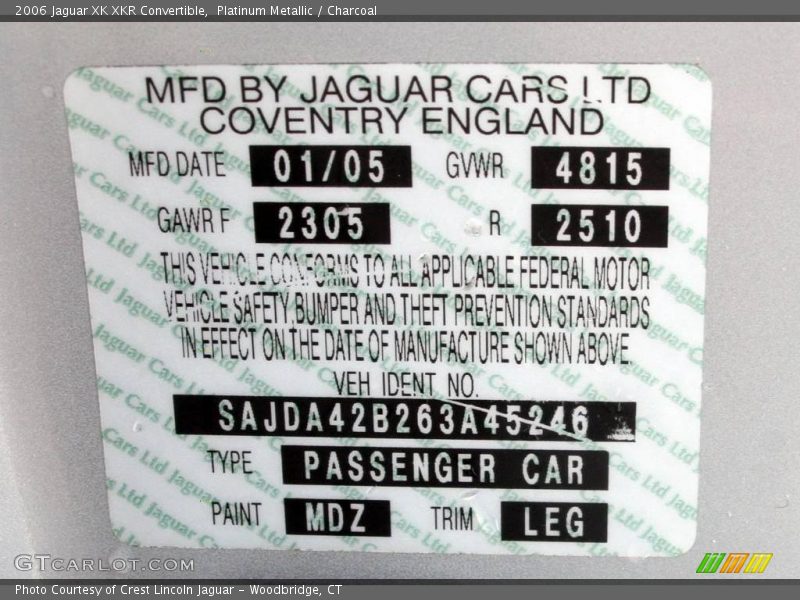 2006 Jaguar XK XKR Convertible, Platinum Metallic / Charcoal
MFD BY JAGUAR CARS LTD
COVENTRY ENGLAND
MFD DATE 01/05 GVWR 4815
GAWR F 2305 R 2510
THIS VEHICLE CONFORMS TO ALL APPLICABLE FEDERAL MOTOR
VEHICLE SAFETY BUMPER AND THEFT PREVENTION STANDARDS
IN EFFECT ON THE DATE OF MANUFACTURE SHOWN ABOVE.
VEH IDENT NO.
SAJDA42B263A45246
TYPE PASSENGER CAR
PAINT MDZ TRIM LEG
GTCARLOT.COM
Photo Courtesy of Crest Lincoln Jaguar - Woodbridge, CT